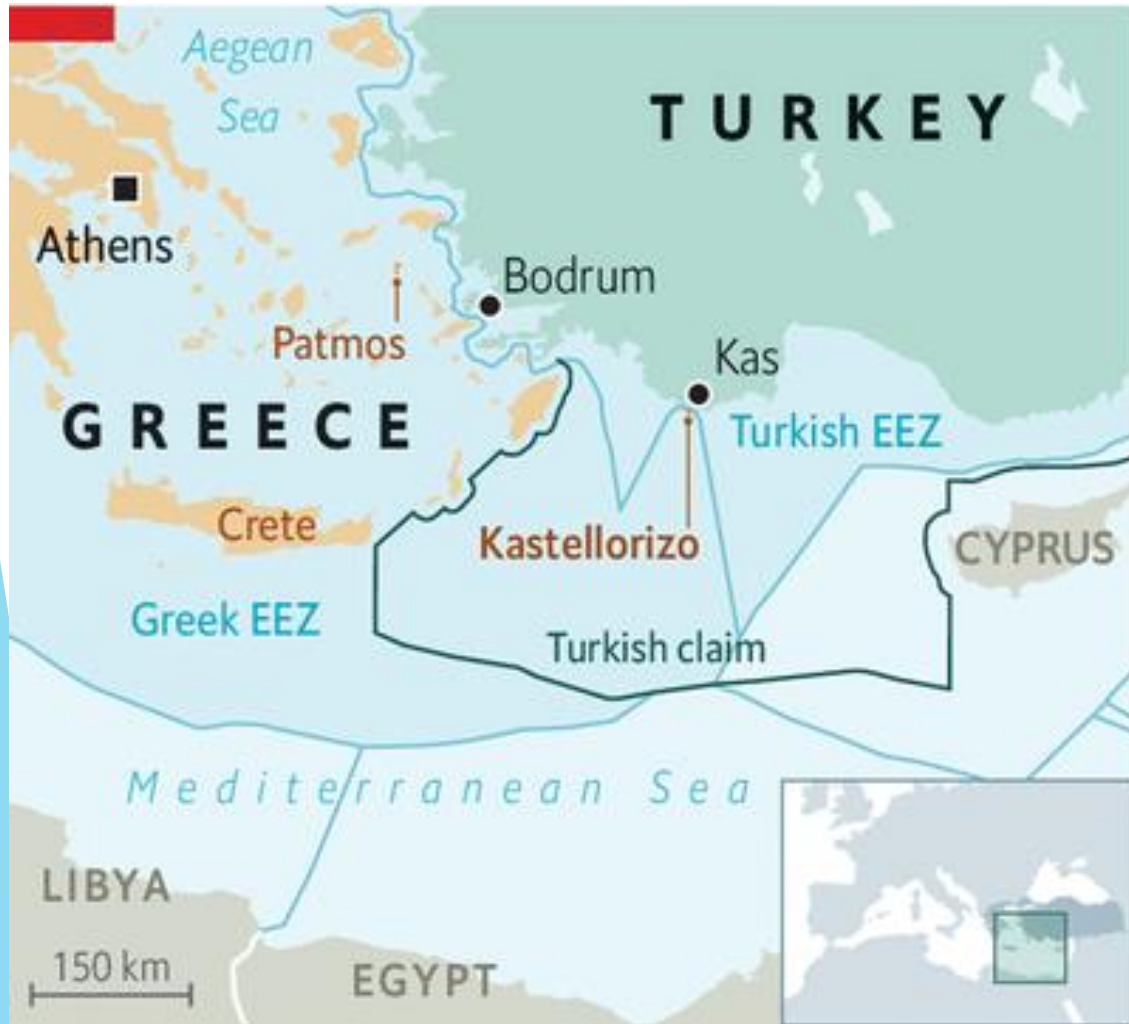 Aegean
Sea
TURKEY
Athens
Bodrum
Patmos
Kas
GREECE
Turkish EEZ
Crete
Kastellorizo
CYPRUS
Greek EEZ
Turkish claim
Mediterranean Sea
LIBYA
150 km
EGYPT